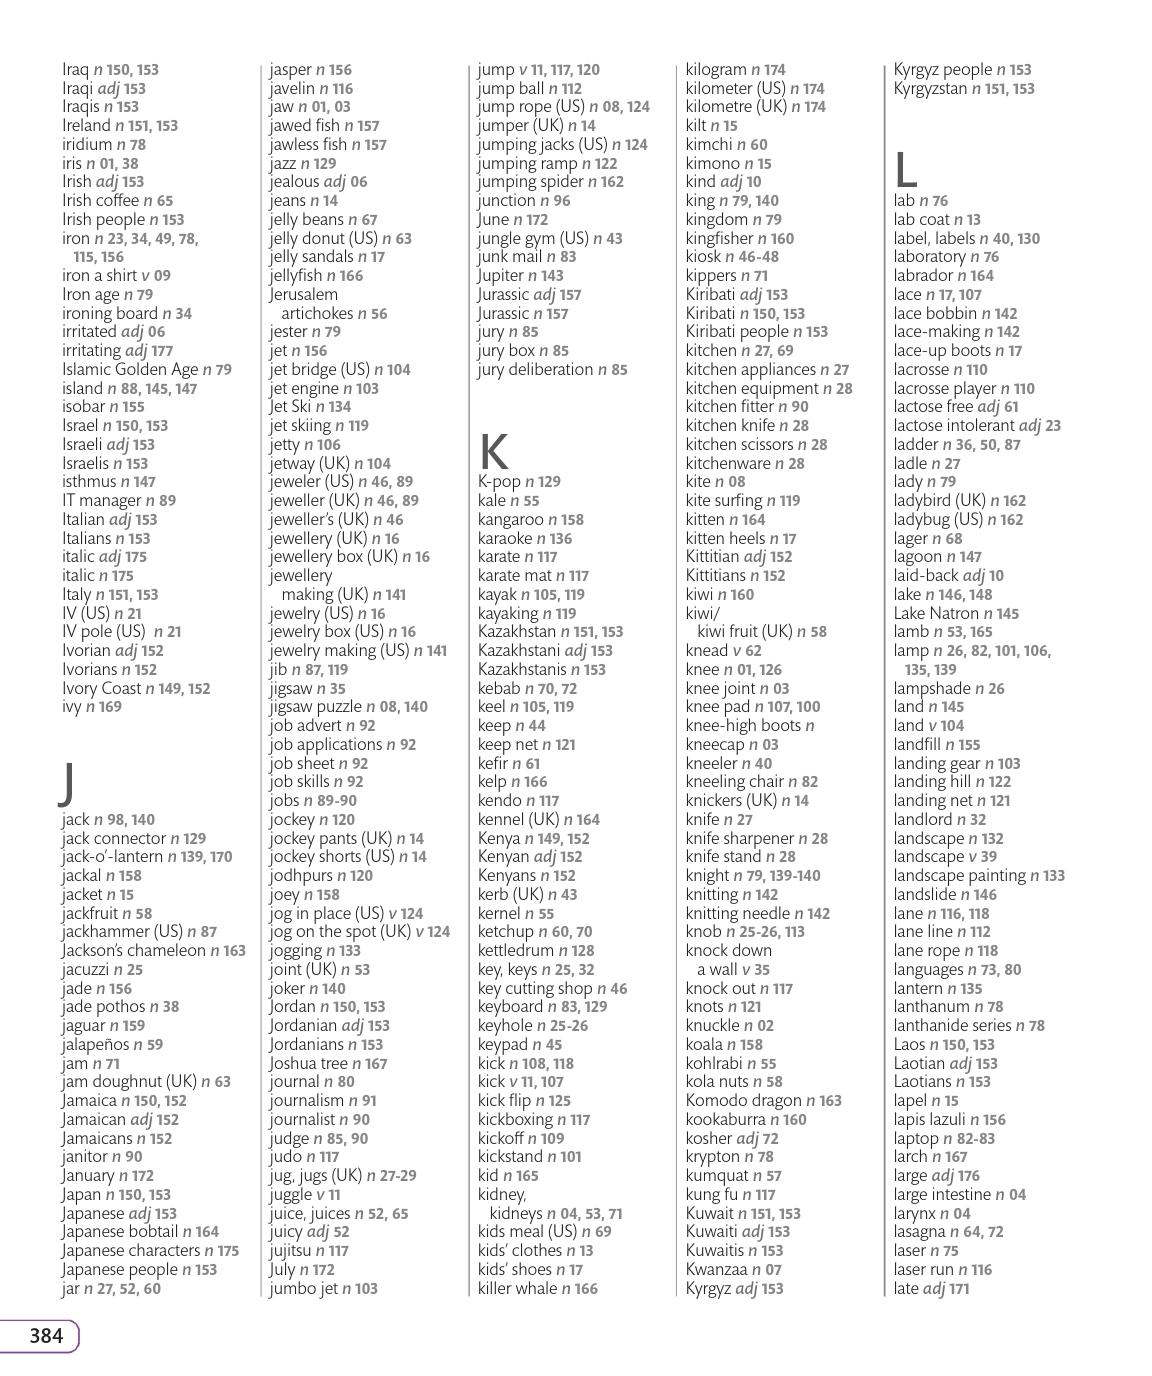 Iraq n 150, 153
Iraqi adj 153
Iraqis n 153
Ireland n 151, 153
iridium n 78
iris n 01, 38
Irish adj 153
Irish coffee n 65
Irish people n 153
iron n 23, 34, 49, 78,
115, 156
iron a shirt v 09
Iron age n 79
ironing board n 34
irritated adj 06
irritating adj 177
Islamic Golden Age n 79
island n 88, 145, 147
isobar n 155
Israel n 150, 153
Israeli adj 153
Israelis n 153
isthmus n 147
IT manager n 89
Italian adj 153
Italians n 153
italic adj 175
italic n 175
Italy n 151, 153
IV (US) n 21
IV pole (US) n 21
Ivorian adj 152
Ivorians n 152
Ivory Coast n 149, 152
ivy n 169
J
jack n 98, 140
jack connector n 129
jack-o’-lantern n 139, 170
jackal n 158
jacket n 15
jackfruit n 58
jackhammer (US) n 87
Jackson’s chameleon n 163
jacuzzi n 25
jade n 156
jade pothos n 38
jaguar n 159
jalapeños n 59
jam n 71
jam doughnut (UK) n 63
Jamaica n 150, 152
Jamaican adj 152
Jamaicans n 152
janitor n 90
January n 172
Japan n 150, 153
Japanese adj 153
Japanese bobtail n 164
Japanese characters n 175
Japanese people n 153
jar n 27, 52, 60
jasper n 156
javelin n 116
jaw n 01, 03
jawed fish n 157
jawless fish n 157
jazz n 129
jealous adj 06
jeans n 14
jelly beans n 67
jelly donut (US) n 63
jelly sandals n 17
jellyfish n 166
Jerusalem
artichokes n 56
jester n 79
jet n 156
jet bridge (US) n 104
jet engine n 103
Jet Ski n 134
jet skiing n 119
jetty n 106
jetway (UK) n 104
jeweler (US) n 46, 89
jeweller (UK) n 46, 89
jeweller’s (UK) n 46
jewellery (UK) n 16
jewellery box (UK) n 16
jewellery
making (UK) n 141
jewelry (US) n 16
jewelry box (US) n 16
jewelry making (US) n 141
jib n 87, 119
jigsaw n 35
jigsaw puzzle n 08, 140
job advert n 92
job applications n 92
job sheet n 92
job skills n 92
jobs n 89-90
jockey n 120
jockey pants (UK) n 14
jockey shorts (US) n 14
jodhpurs n 120
joey n 158
jog in place (US) v 124
jog on the spot (UK) v 124
jogging n 133
joint (UK) n 53
joker n 140
Jordan n 150, 153
Jordanian adj 153
Jordanians n 153
Joshua tree n 167
journal n 80
journalism n 91
journalist n 90
judge n 85, 90
judo n 117
jug, jugs (UK) n 27-29
juggle v 11
juice, juices n 52, 65
juicy adj 52
jujitsu n 117
July n 172
jumbo jet n 103
jump v 11, 117, 120
jump ball n 112
jump rope (US) n 08, 124
jumper (UK) n 14
jumping jacks (US) n 124
jumping ramp n 122
jumping spider n 162
junction n 96
June n 172
jungle gym (US) n 43
junk mail n 83
Jupiter n 143
Jurassic adj 157
Jurassic n 157
jury n 85
jury box n 85
jury deliberation n 85
K
K-pop n 129
kale n 55
kangaroo n 158
karaoke n 136
karate n 117
karate mat n 117
kayak n 105, 119
kayaking n 119
Kazakhstan n 151, 153
Kazakhstani adj 153
Kazakhstanis n 153
kebab n 70, 72
keel n 105, 119
keep n 44
keep net n 121
kefir n 61
kelp n 166
kendo n 117
kennel (UK) n 164
Kenya n 149, 152
Kenyan adj 152
Kenyans n 152
kerb (UK) n 43
kernel n 55
ketchup n 60, 70
kettledrum n 128
key, keys n 25, 32
key cutting shop n 46
keyboard n 83, 129
keyhole n 25-26
keypad n 45
kick n 108, 118
kick v 11, 107
kick flip n 125
kickboxing n 117
kickoff n 109
kickstand n 101
kid n 165
kidney,
kidneys n 04, 53, 71
kids meal (US) n 69
kids’ clothes n 13
kids’ shoes n 17
killer whale n 166
kilogram n 174
kilometer (US) n 174
kilometre (UK) n 174
kilt n 15
kimchi n 60
kimono n 15
kind adj 10
king n 79, 140
kingdom n 79
kingfisher n 160
kiosk n 46-48
kippers n 71
Kiribati adj 153
Kiribati n 150, 153
Kiribati people n 153
kitchen n 27, 69
kitchen appliances n 27
kitchen equipment n 28
kitchen fitter n 90
kitchen knife n 28
kitchen scissors n 28
kitchenware n 28
kite n 08
kite surfing n 119
kitten n 164
kitten heels n 17
Kittitian adj 152
Kittitians n 152
kiwi n 160
kiwi/
kiwi fruit (UK) n 58
knead v 62
knee n 01, 126
knee joint n 03
knee pad n 107, 100
knee-high boots n
kneecap n 03
kneeler n 40
kneeling chair n 82
knickers (UK) n 14
knife n 27
knife sharpener n 28
knife stand n 28
knight n 79, 139-140
knitting n 142
knitting needle n 142
knob n 25-26, 113
knock down
a wall v 35
knock out n 117
knots n 121
knuckle n 02
koala n 158
kohlrabi n 55
kola nuts n 58
Komodo dragon n 163
kookaburra n 160
kosher adj 72
krypton n 78
kumquat n 57
kung fu n 117
Kuwait n 151, 153
Kuwaiti adj 153
Kuwaitis n 153
Kwanzaa n 07
Kyrgyz adj 153
Kyrgyz people n 153
Kyrgyzstan n 151, 153
L
lab n 76
lab coat n 13
label, labels n 40, 130
laboratory n 76
labrador n 164
lace n 17, 107
lace bobbin n 142
lace-making n 142
lace-up boots n 17
lacrosse n 110
lacrosse player n 110
lactose free adj 61
lactose intolerant adj 23
ladder n 36, 50, 87
ladle n 27
lady n 79
ladybird (UK) n 162
ladybug (US) n 162
lager n 68
lagoon n 147
laid-back adj 10
lake n 146, 148
Lake Natron n 145
lamb n 53, 165
lamp n 26, 82, 101, 106,
135, 139
lampshade n 26
land n 145
land v 104
landfill n 155
landing gear n 103
landing hill n 122
landing net n 121
landlord n 32
landscape n 132
landscape v 39
landscape painting n 133
landslide n 146
lane n 116, 118
lane line n 112
lane rope n 118
languages n 73, 80
lantern n 135
lanthanum n 78
lanthanide series n 78
Laos n 150, 153
Laotian adj 153
Laotians n 153
lapel n 15
lapis lazuli n 156
laptop n 82-83
larch n 167
large adj 176
large intestine n 04
larynx n 04
lasagna n 64, 72
laser n 75
laser run n 116
late adj 171
384